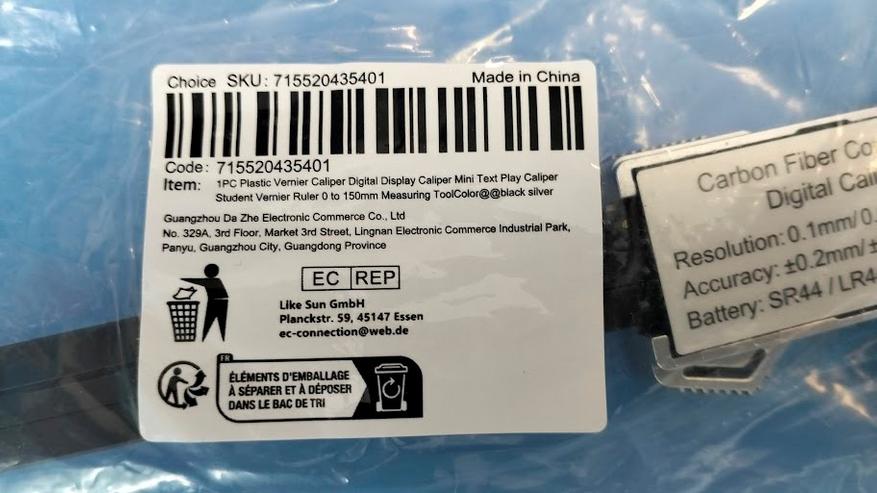 Choice SKU: 715520435401 Made in China
Code: 715520435401
Item: 1PC Plastic Vernier Caliper Digital Display Caliper Mini Text Play Caliper
Student Vernier Ruler 0 to 150mm Measuring ToolColor@@black silver
Guangzhou Da Zhe Electronic Commerce Co., Ltd
No. 329A, 3rd Floor, Market 3rd Street, Lingnan Electronic Commerce Industrial Park,
Panyu, Guangzhou City, Guangdong Province
EC REP
Like Sun GmbH
Planckstr. 59, 45147 Essen
ec-connection@web.de
FR
ÉLÉMENTS D'EMBALLAGE
À SÉPARER ET À DÉPOSER
DANS LE BAC DE TRI
Carbon Fiber
Digital
Resolution: 0.1mm/
Accuracy: ±0.2mm/
Battery: SR44 /